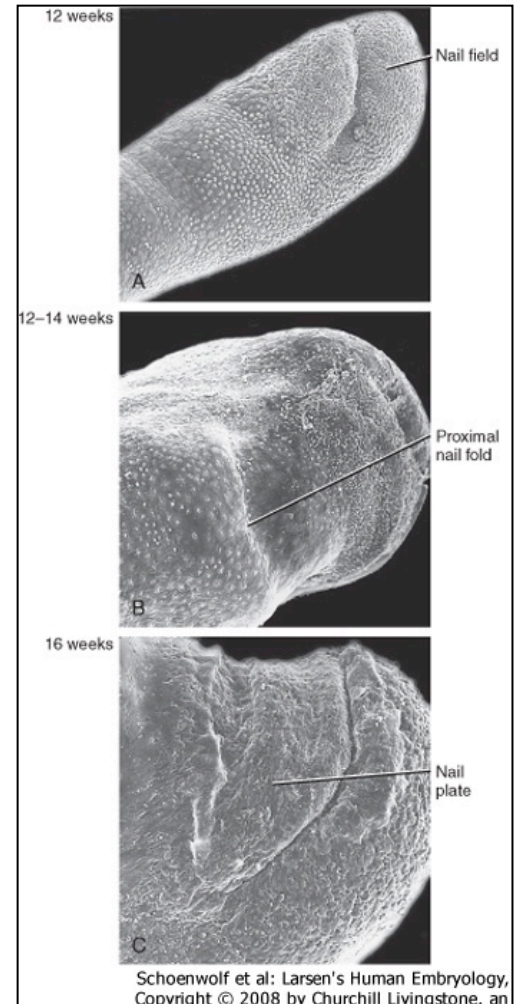 12 weeks
Nail field
A
12–14 weeks
Proximal
nail fold
B
16 weeks
Nail
plate
C
Schoenwolf et al: Larsen's Human Embryology,
Copyright © 2008 by Churchill Livingstone, an